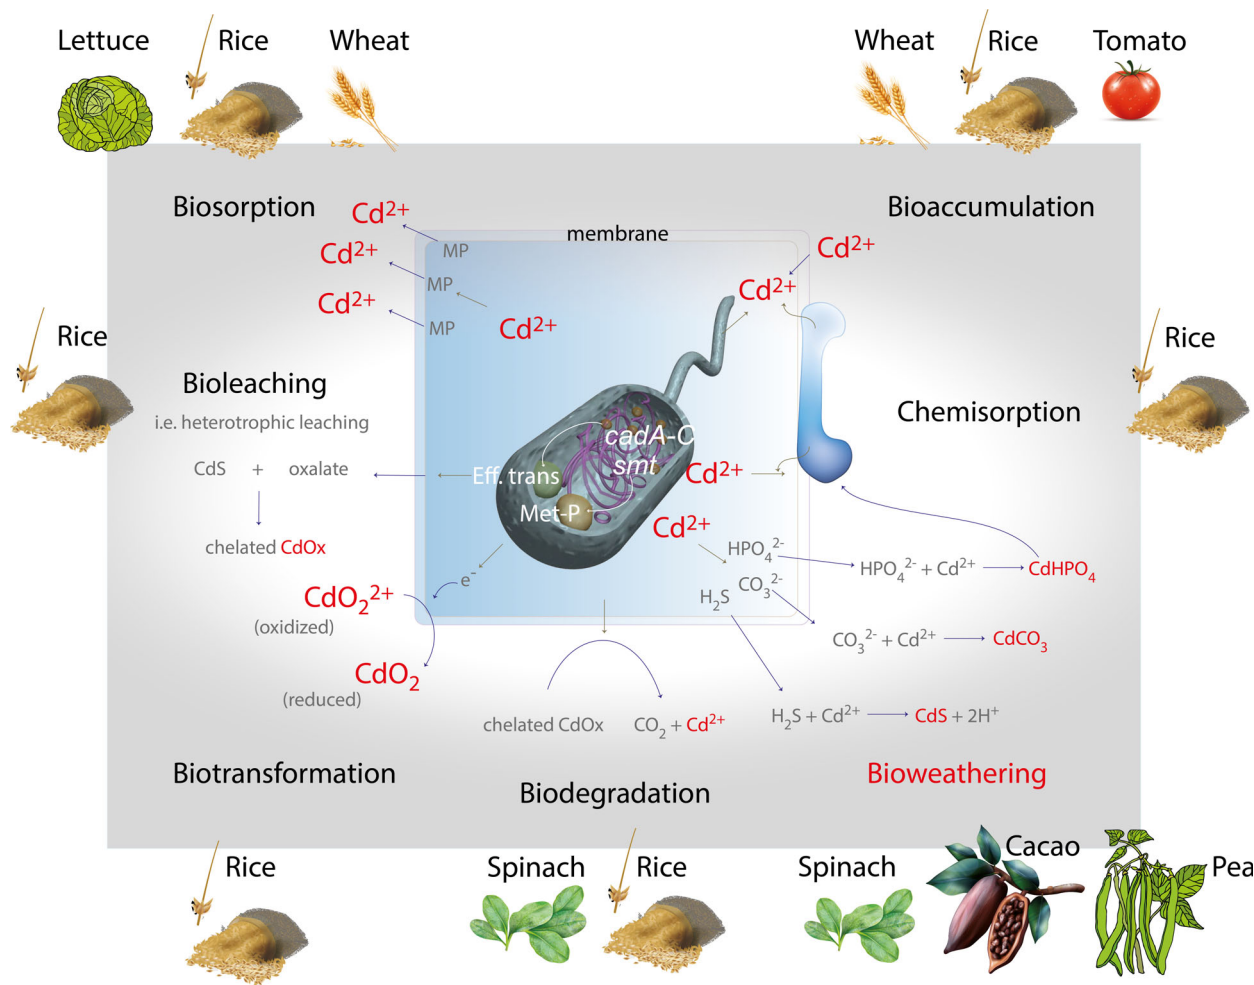 Lettuce
Rice
Wheat
Wheat
Rice
Tomato
Biosorption
Bioaccumulation
Cd²⁺
membrane
Cd²⁺
MP
Cd²⁺
MP
Cd²⁺
Cd²⁺
MP
Cd²⁺
Rice
Rice
Bioleaching
i.e. heterotrophic leaching
Chemisorption
cadA-C
smt
CdS + oxalate
Eff. trans
Cd²⁺
Met-P
Cd²⁺
chelated CdOx
HPO₄²⁻
HPO₄²⁻ + Cd²⁺
CdHPO₄
e⁻
CO₃²⁻
H₂S
CdO₂²⁺
(oxidized)
CO₃²⁻ + Cd²⁺
CdCO₃
CdO₂
(reduced)
chelated CdOx
CO₂ + Cd²⁺
H₂S + Cd²⁺
CdS + 2H⁺
Biotransformation
Biodegradation
Bioweathering
Rice
Spinach
Rice
Spinach
Cacao
Pea